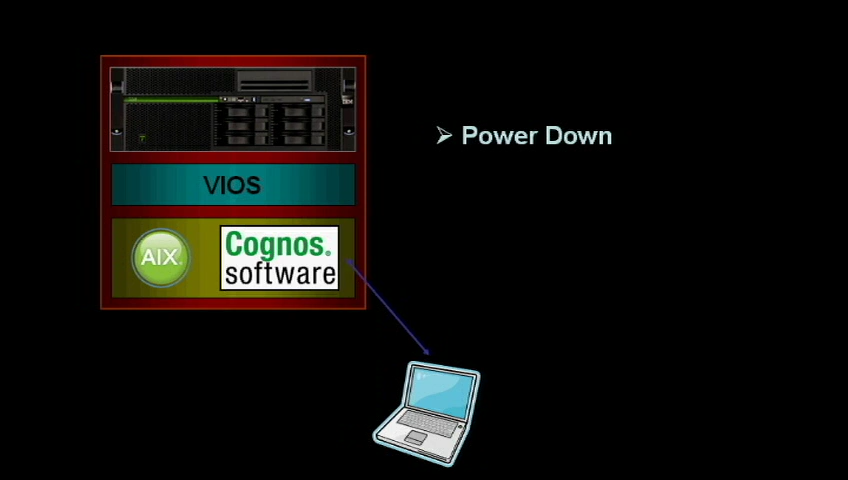 VIOS
AIX
Cognos.
software
Power Down